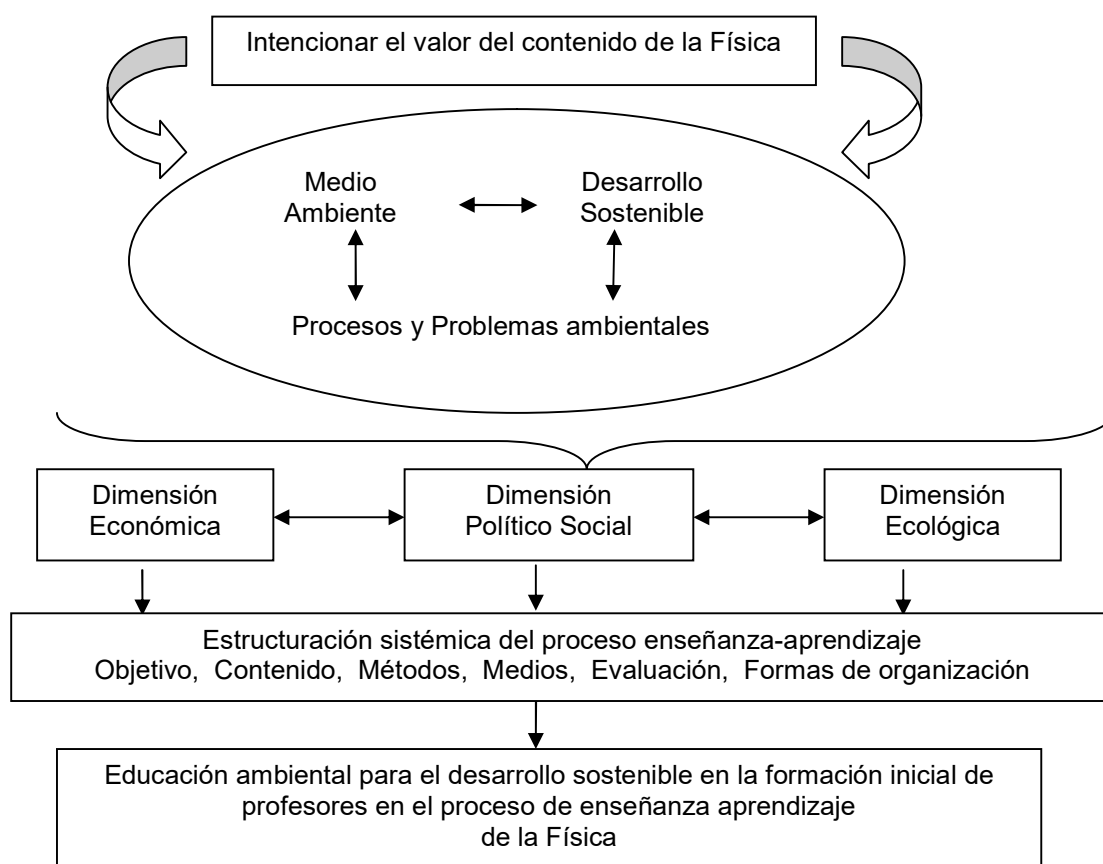 Intencionar el valor del contenido de la Física
Medio
Ambiente
Desarrollo
Sostenible
Procesos y Problemas ambientales
Dimensión
Económica
Dimensión
Político Social
Dimensión
Ecológica
Estructuración sistémica del proceso enseñanza-aprendizaje
Objetivo, Contenido, Métodos, Medios, Evaluación, Formas de organización
Educación ambiental para el desarrollo sostenible en la formación inicial de
profesores en el proceso de enseñanza aprendizaje
de la Física